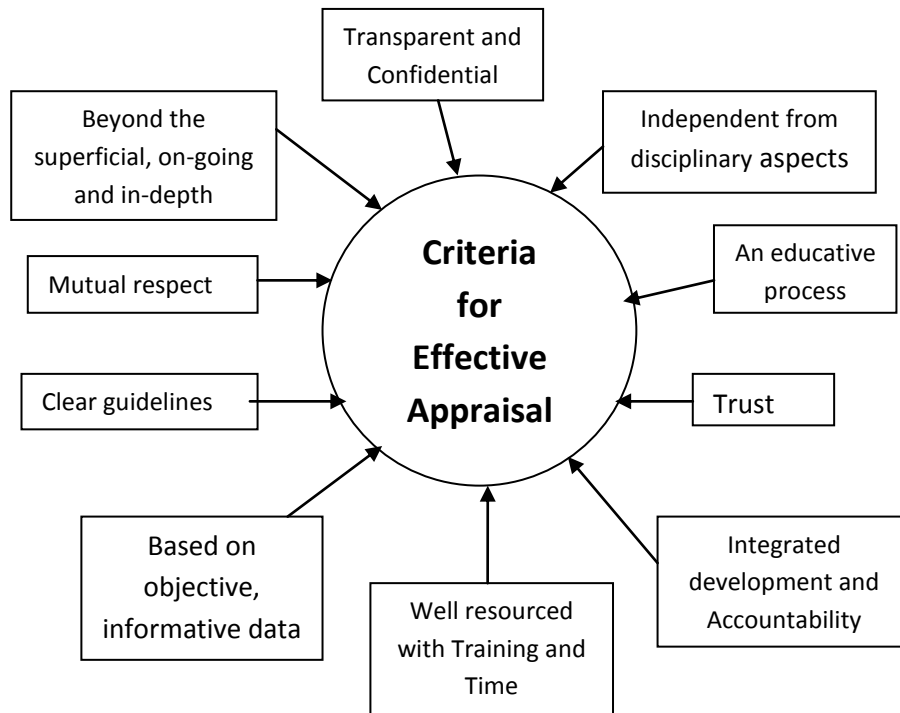 Transparent and
Confidential
Beyond the
superficial, on-going
and in-depth
Independent from
disciplinary aspects
Criteria
for
Effective
Appraisal
Mutual respect
An educative
process
Clear guidelines
Trust
Based on
objective,
informative data
Well resourced
with Training and
Time
Integrated
development and
Accountability